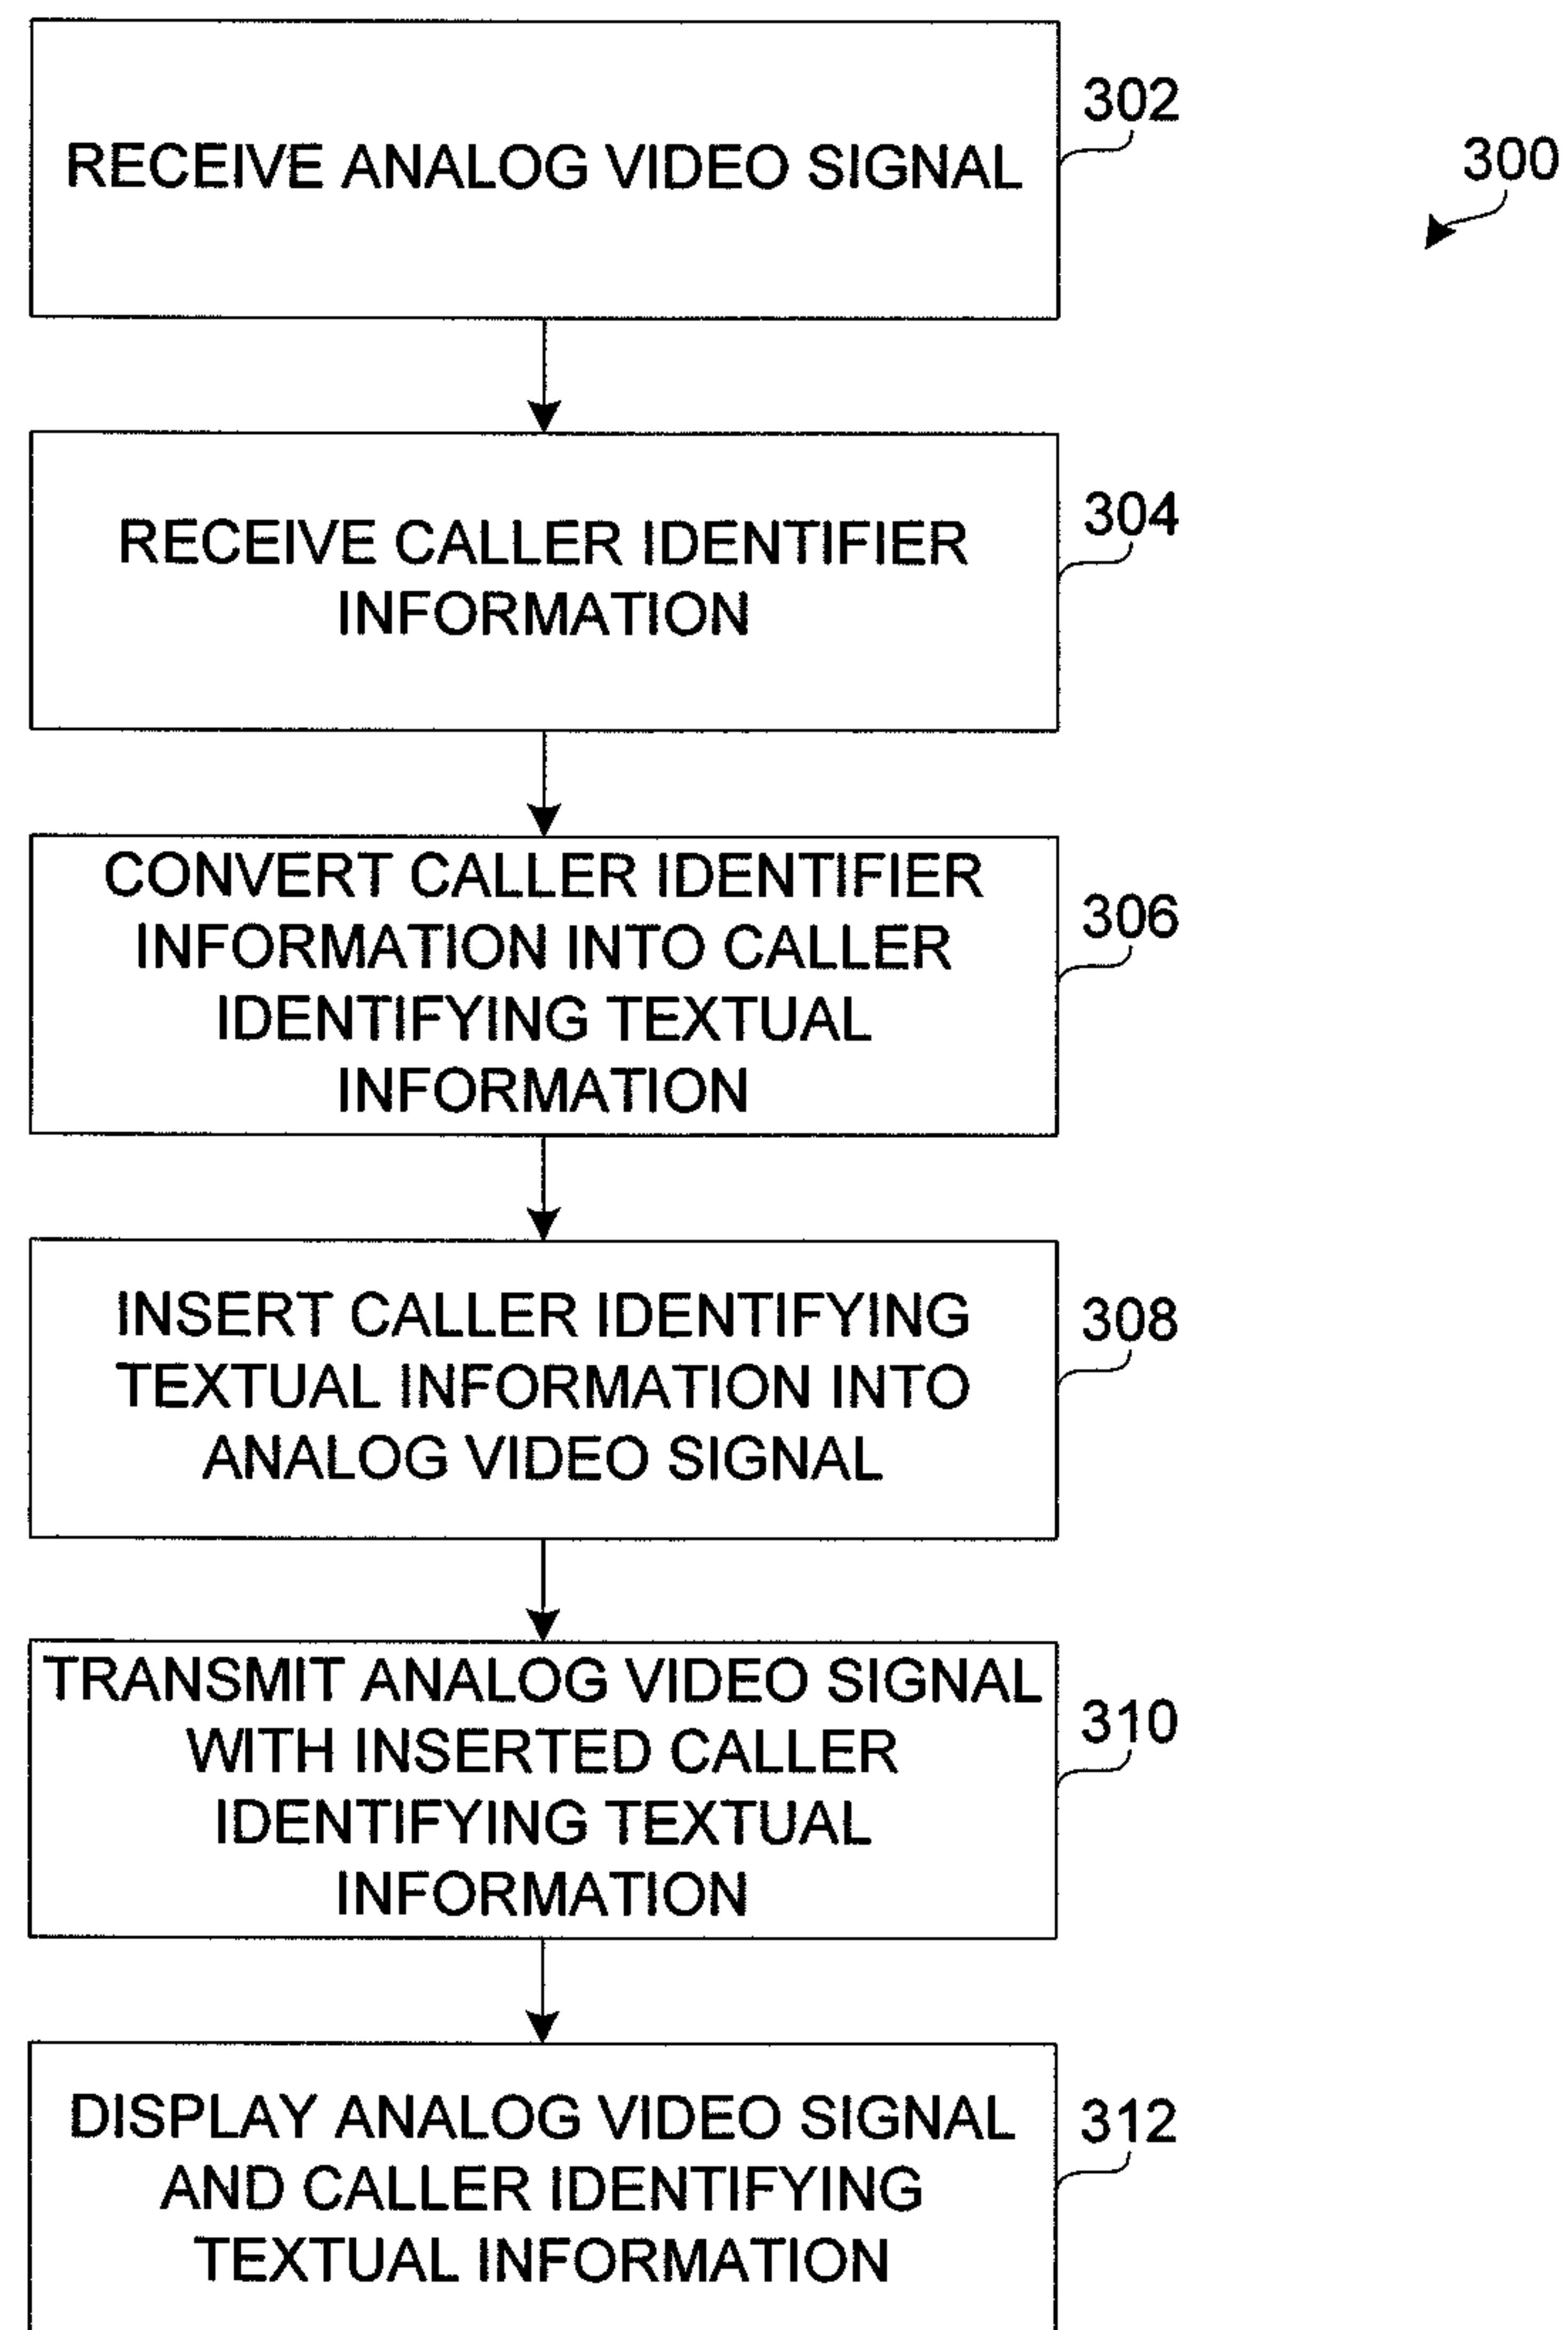 RECEIVE ANALOG VIDEO SIGNAL
302
300
RECEIVE CALLER IDENTIFIER
INFORMATION
304
CONVERT CALLER IDENTIFIER
INFORMATION INTO CALLER
IDENTIFYING TEXTUAL
INFORMATION
306
INSERT CALLER IDENTIFYING
TEXTUAL INFORMATION INTO
ANALOG VIDEO SIGNAL
308
TRANSMIT ANALOG VIDEO SIGNAL
WITH INSERTED CALLER
IDENTIFYING TEXTUAL
INFORMATION
310
DISPLAY ANALOG VIDEO SIGNAL
AND CALLER IDENTIFYING
TEXTUAL INFORMATION
312